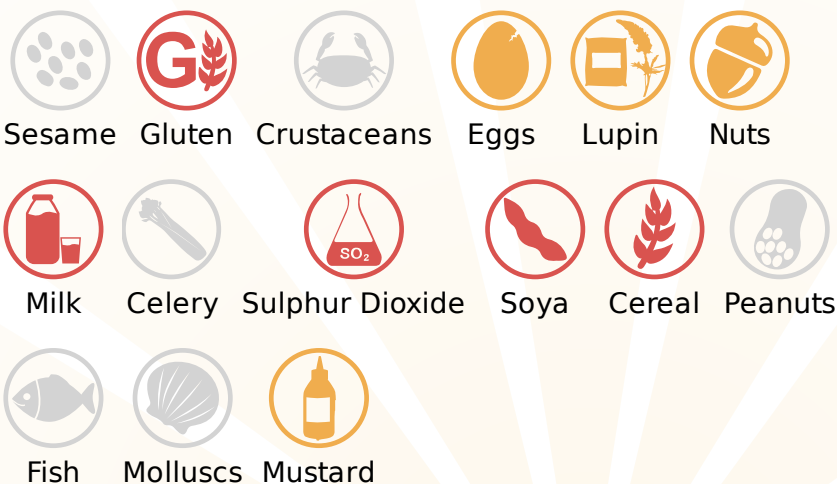 G
Sesame Gluten Crustaceans Eggs Lupin Nuts
SO₂
Milk Celery Sulphur Dioxide Soya Cereal Peanuts
Fish Molluscs Mustard